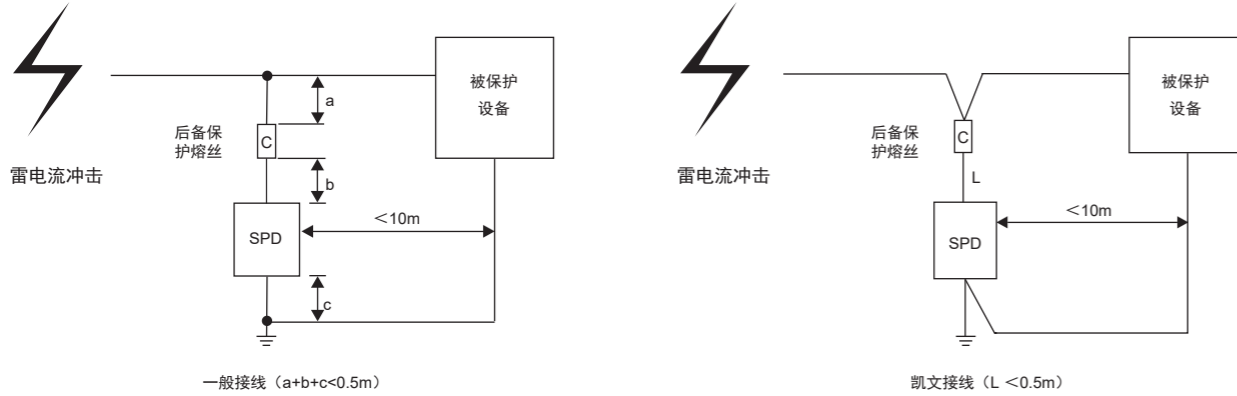 雷电流冲击
后备保
护熔丝
C
a
b
c
SPD
＜10m
被保护
设备
一般接线（a+b+c<0.5m）
雷电流冲击
后备保
护熔丝
C
L
SPD
＜10m
被保护
设备
凯文接线（L ＜0.5m）